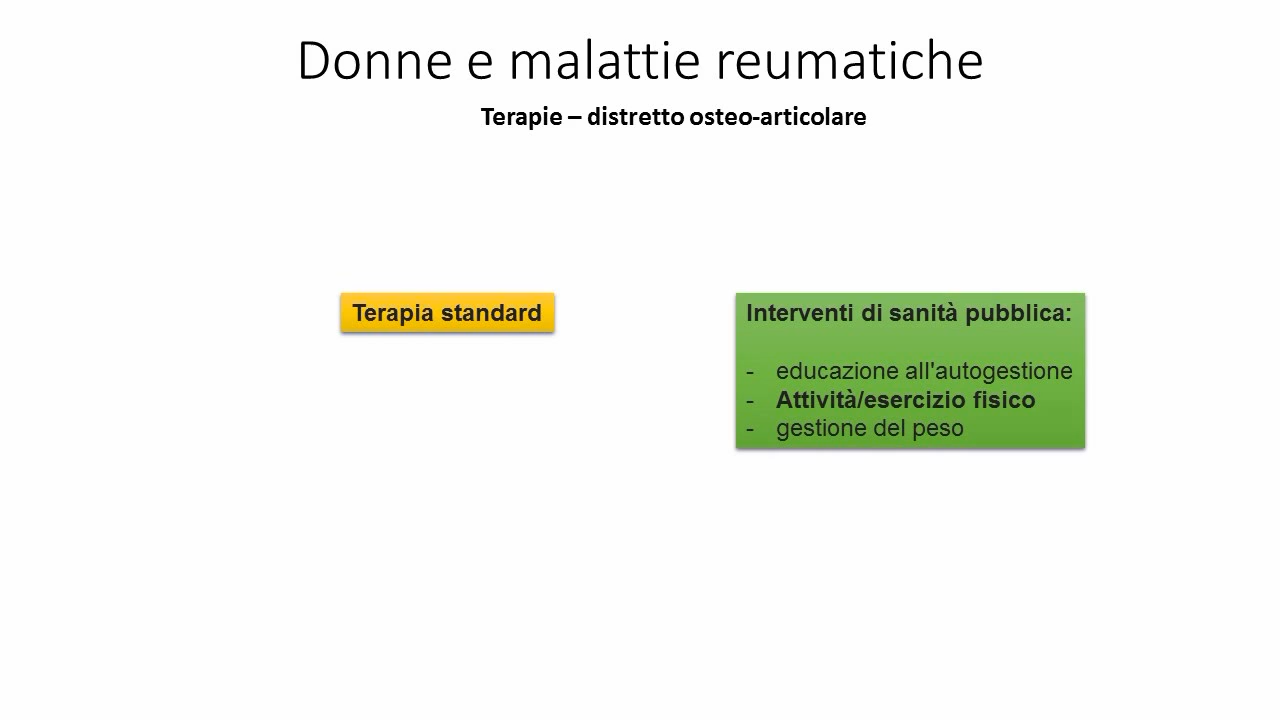 Donne e malattie reumatiche
Terapie – distretto osteo-articolare
Terapia standard
Interventi di sanità pubblica:
- educazione all'autogestione
- Attività/esercizio fisico
- gestione del peso